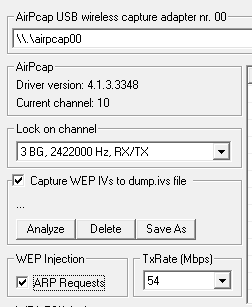 AirPcap USB wireless capture adapter nr. 00
\\.\airpcap00
AirPcap
Driver version: 4.1.3.3348
Current channel: 10
Lock on channel
3 BG, 2422000 Hz, RX/TX
Capture WEP IVs to dump.ivs file
...
Analyze Delete Save As
WEP Injection TxRate (Mbps)
ARP Requests 54